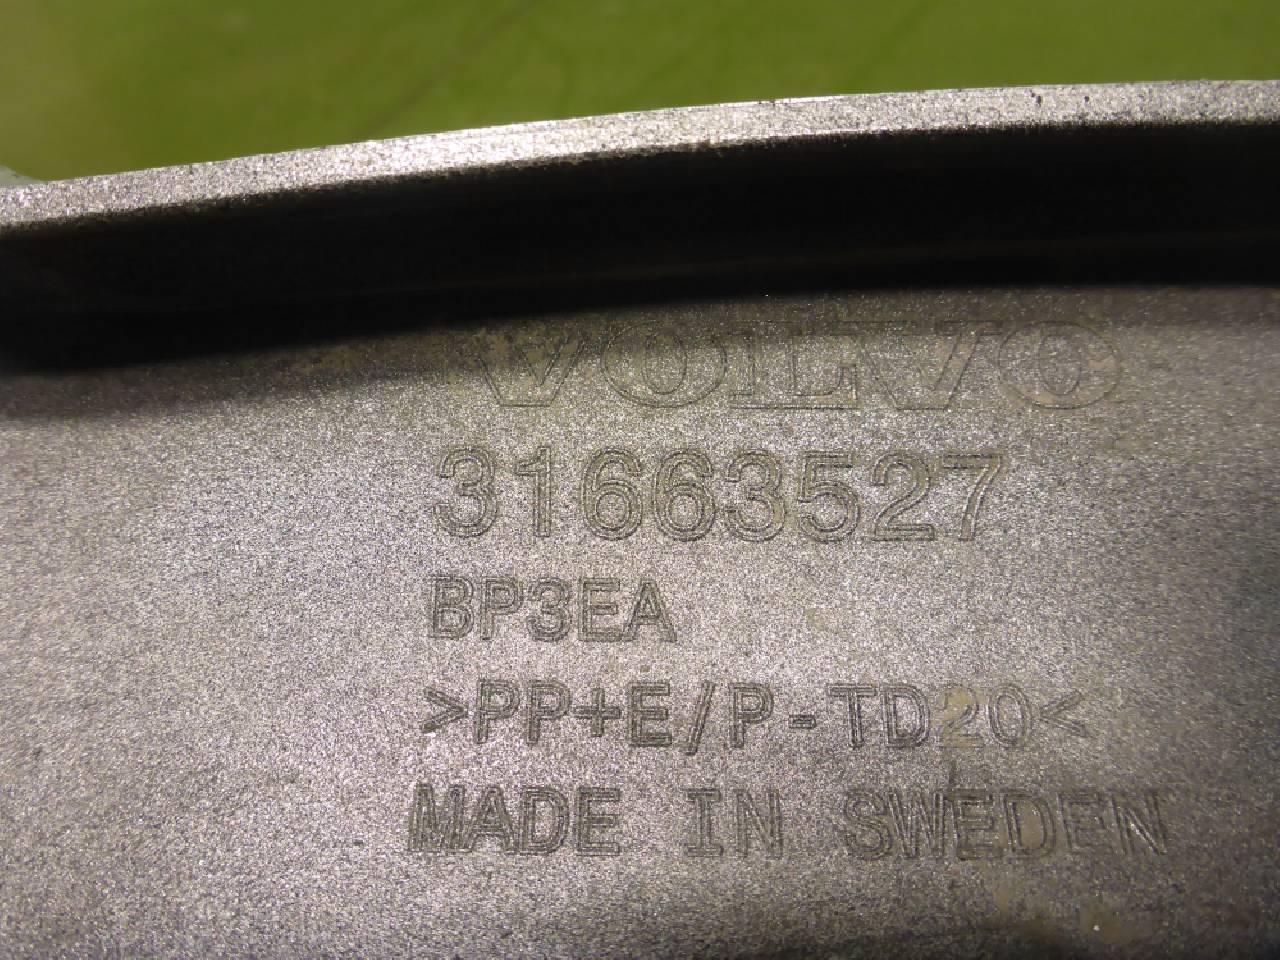 VOLVO
31663527
BP3EA
>PP+E/P-TD20<
MADE IN SWEDEN